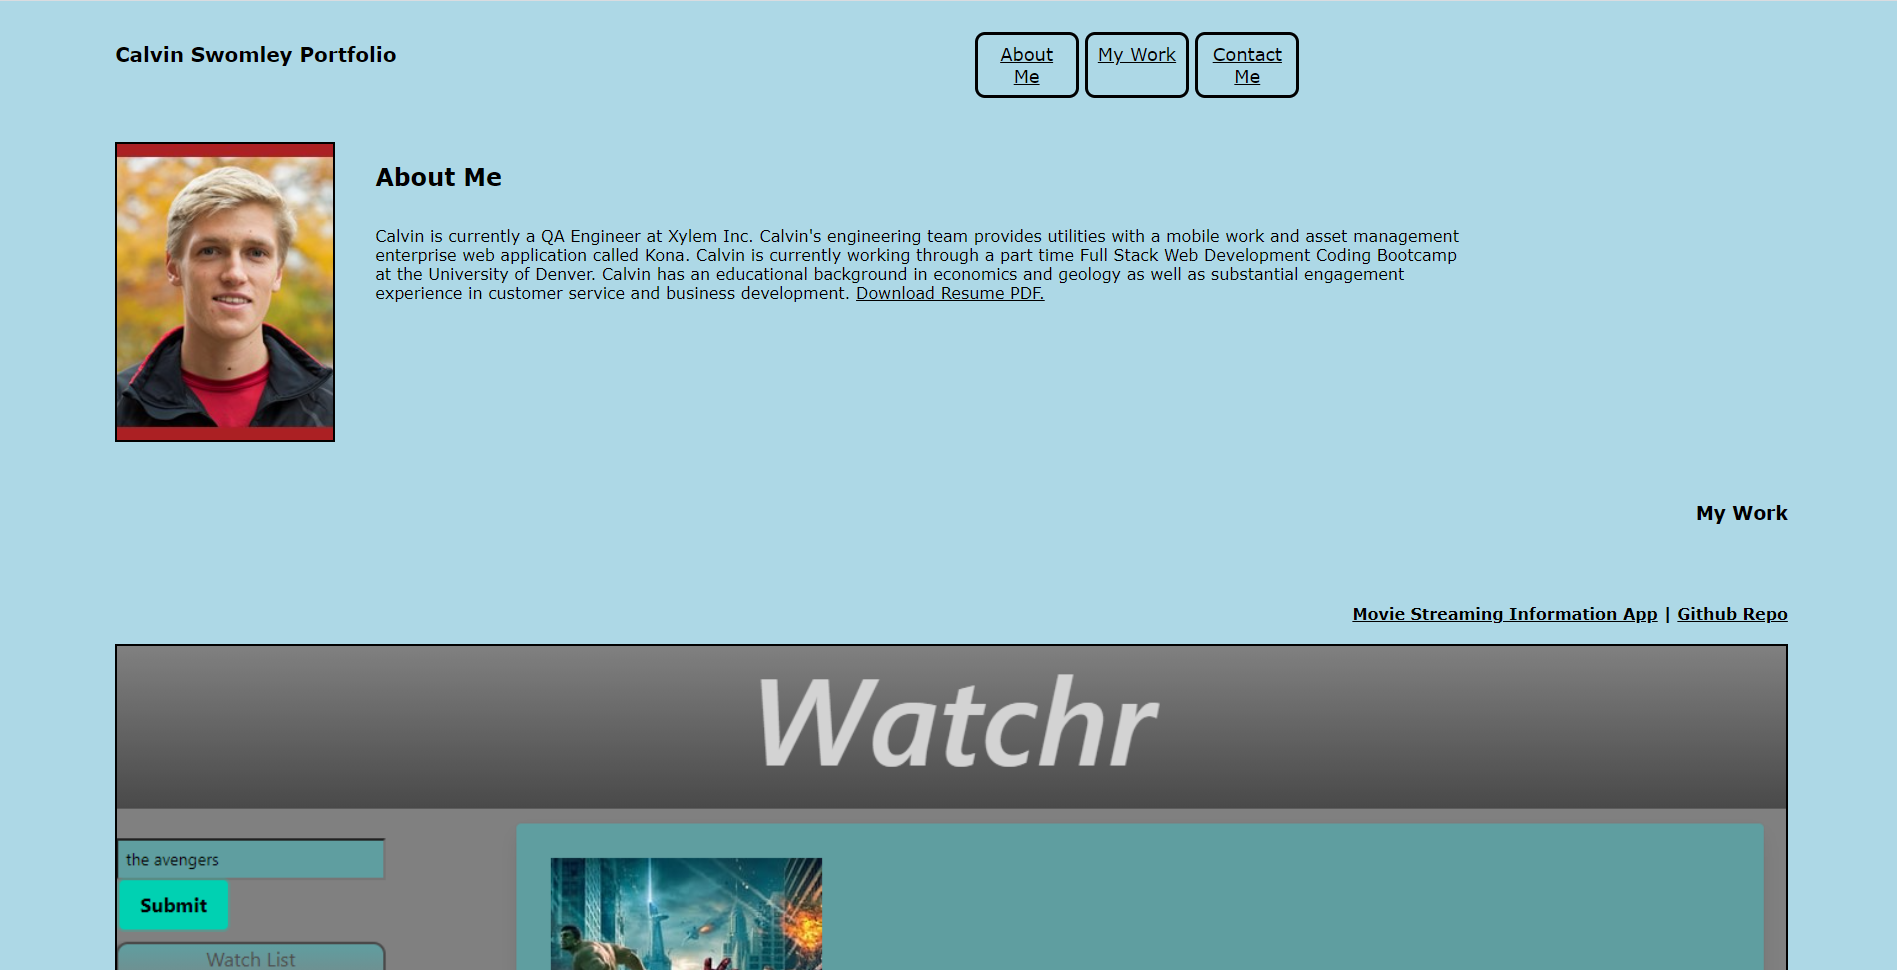 Calvin Swomley Portfolio
About
Me
My Work
Contact
Me
About Me
Calvin is currently a QA Engineer at Xylem Inc. Calvin's engineering team provides utilities with a mobile work and asset management
enterprise web application called Kona. Calvin is currently working through a part time Full Stack Web Development Coding Bootcamp
at the University of Denver. Calvin has an educational background in economics and geology as well as substantial engagement
experience in customer service and business development. Download Resume PDF.
My Work
Movie Streaming Information App | Github Repo
Watchr
the avengers
Submit
Watch List